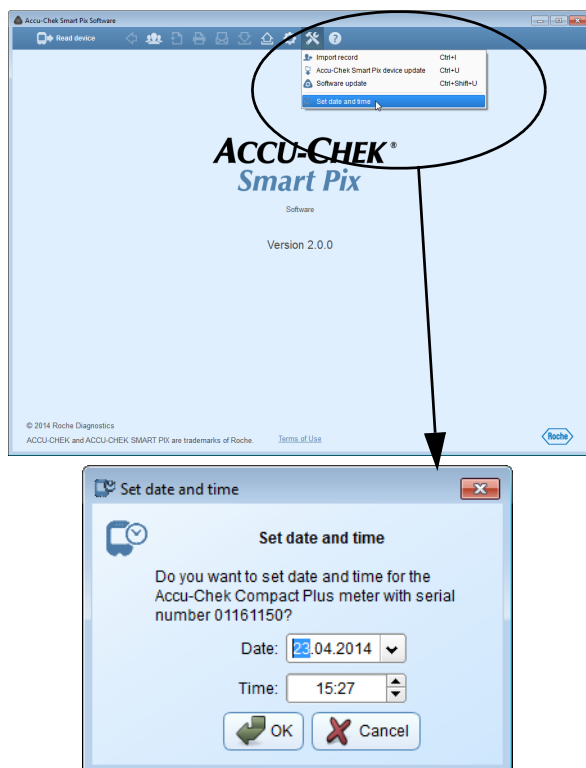 Accu-Chek Smart Pix Software
Read device
Import record Ctrl+I
Accu-Chek Smart Pix device update Ctrl+U
Software update Ctrl+Shift+U
Set date and time
ACCU-CHEK®
Smart Pix
Software
Version 2.0.0
© 2014 Roche Diagnostics
ACCU-CHEK and ACCU-CHEK SMART PIX are trademarks of Roche. Terms of Use
Roche
Set date and time
Set date and time
Do you want to set date and time for the
Accu-Chek Compact Plus meter with serial
number 01161150?
Date: 23.04.2014
Time: 15:27
OK Cancel